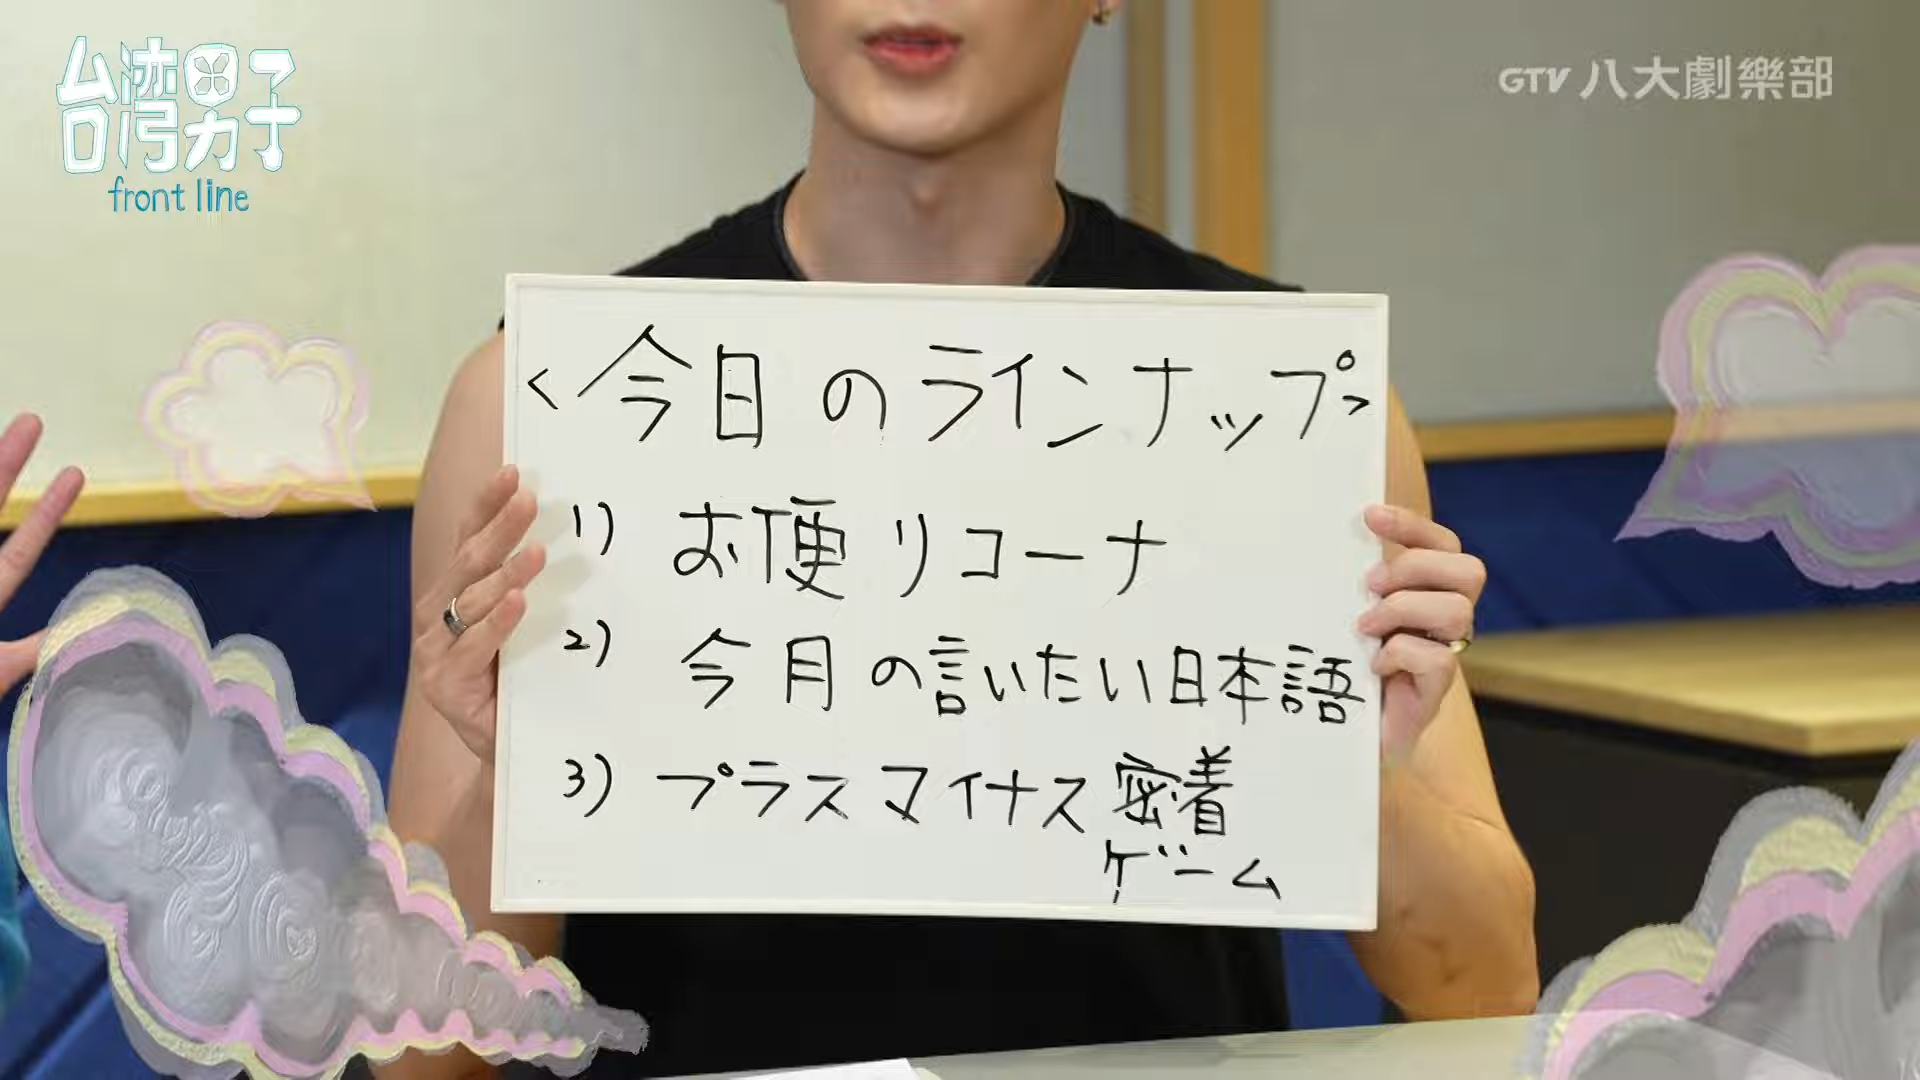 台湾男子
front line
GTV 八大劇樂部
<今日のラインナップ>
1) お便りコーナ
2) 今月の言いたい日本語
3) プラスマイナス密着
ゲーム